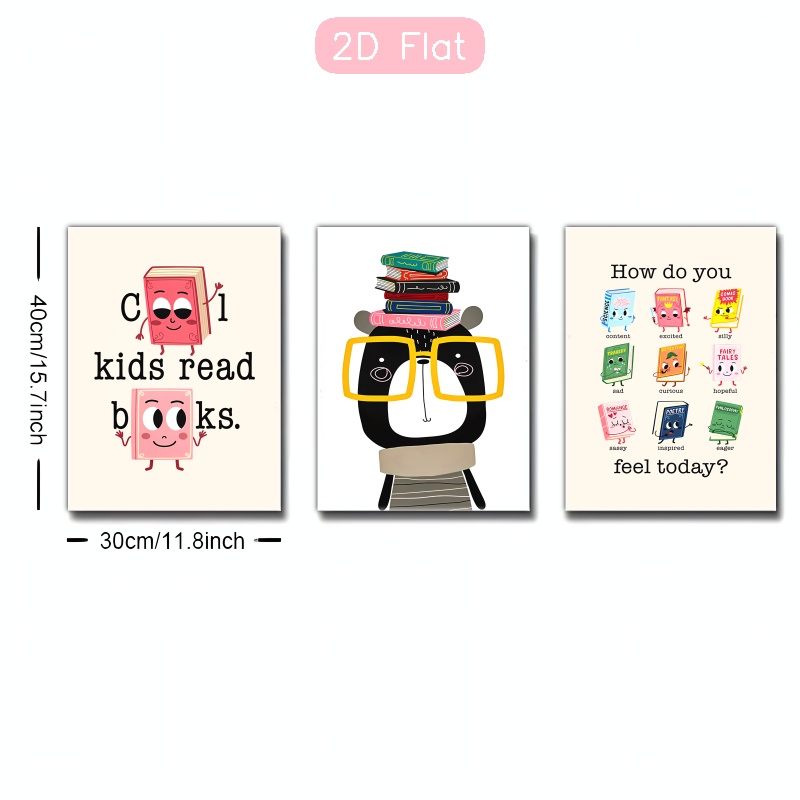 2D Flat
40cm/15.7inch
30cm/11.8inch
C l
kids read
b ks.
How do you
FANTASY
COMIC BOOK
content excited silly
FAIRY TALES
sad curious hopeful
ROMANCE
POETRY
sassy inspired eager
feel today?